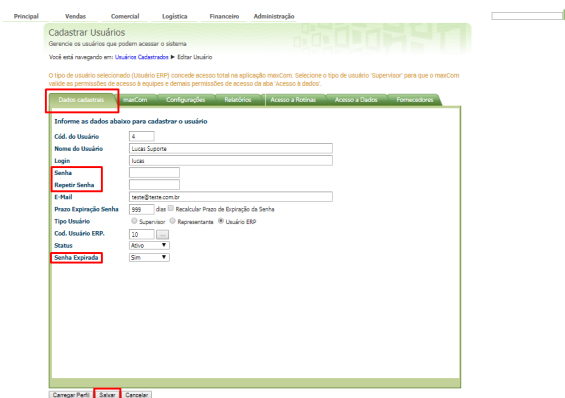 Principal Vendas Comercial Logística Financeiro Administração
Cadastrar Usuários
Gerencie os usuários que podem acessar o sistema
Você está navegando em: Usuários Cadastrados ► Editar Usuário
O tipo de usuário selecionado (Usuário ERP) concede acesso total na aplicação maxCom. Selecione o tipo de usuário 'Supervisor' para que o maxCom
valide as permissões de acesso à equipes e demais permissões de acesso da aba 'Acesso à dados'.
Dados cadastrais maxCom Configurações Relatórios Acesso a Rotinas Acesso a Dados Fornecedores
Informe as dados abaixo para cadastrar o usuário
Cód. do Usuário 4
Nome do Usuário Lucas Suporte
Login lucas
Senha
Repetir Senha
E-Mail teste@teste.com.br
Prazo Expiração Senha 999 dias Recalcular Prazo de Expiração da Senha
Tipo Usuário Supervisor Representante Usuário ERP
Cod. Usuário ERP. 10 ...
Status Ativo
Senha Expirada Sim
Carregar Perfil Salvar Cancelar